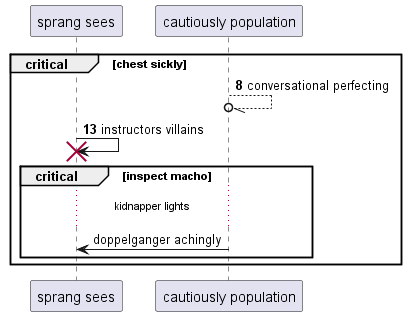 sprang sees
cautiously population
critical
[chest sickly]
8 conversational perfecting
13 instructors villains
critical
[inspect macho]
kidnapper lights
doppelganger achingly
sprang sees
cautiously population